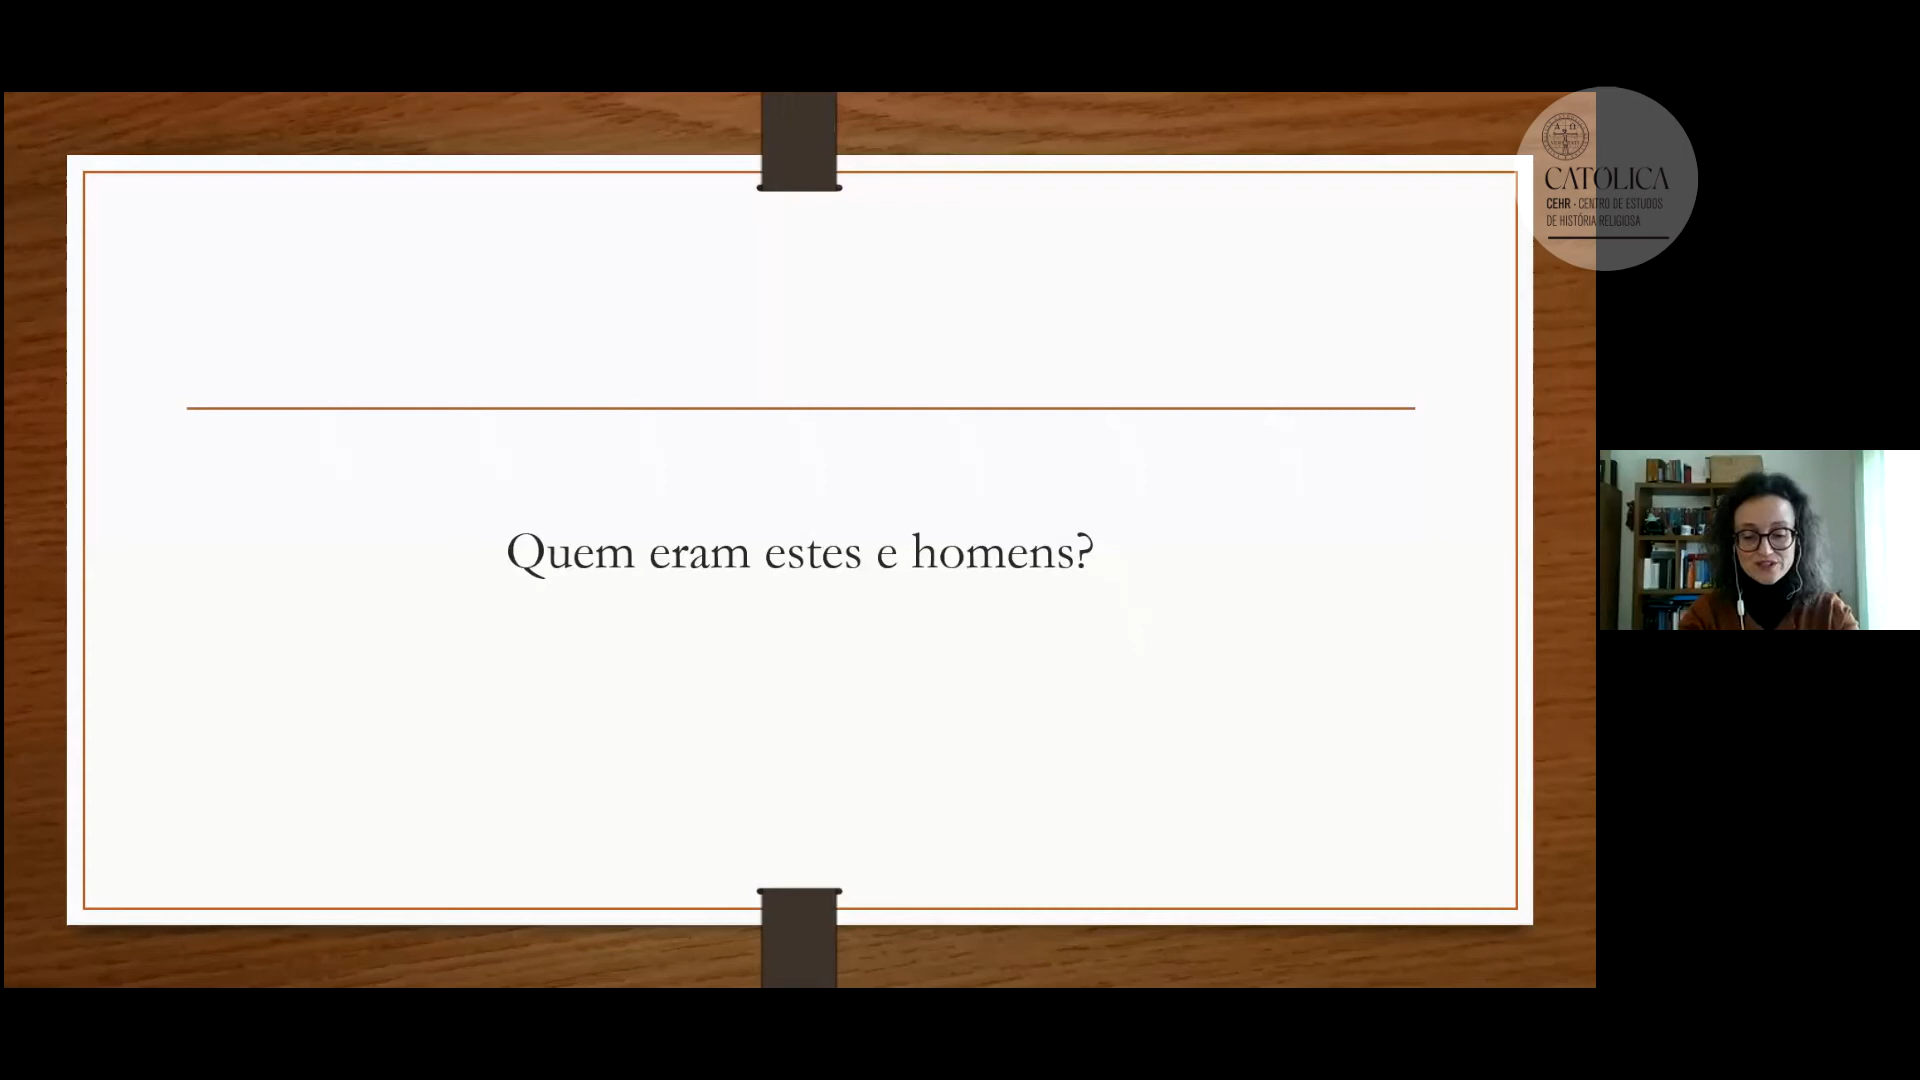 Quem eram estes e homens?
CATÓLICA
CEHR - CENTRO DE ESTUDOS
DE HISTÓRIA RELIGIOSA